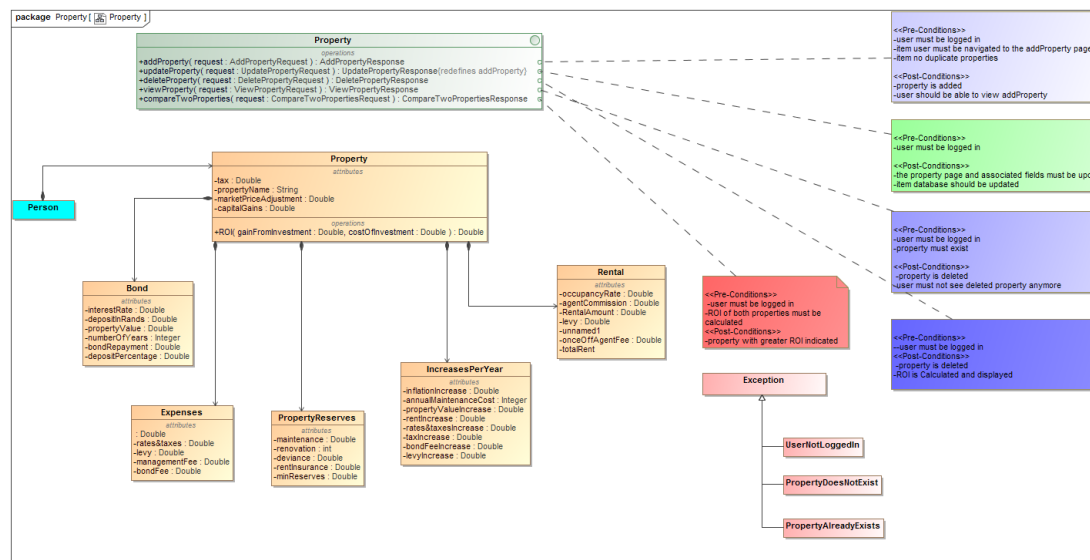 package Property [ Property ]
Property
operations
+addProperty( request : AddPropertyRequest ) : AddPropertyResponse
+updateProperty( request : UpdatePropertyRequest ) : UpdatePropertyResponse{redefines addProperty}
+deleteProperty( request : DeletePropertyRequest ) : DeletePropertyResponse
+viewProperty( request : ViewPropertyRequest ) : ViewPropertyResponse
+compareTwoProperties( request : CompareTwoPropertiesRequest ) : CompareTwoPropertiesResponse
<<Pre-Conditions>>
-user must be logged in
-item user must be navigated to the addProperty page
-item no duplicate properties
<<Post-Conditions>>
-property is added
-user should be able to view addProperty
<<Pre-Conditions>>
-user must be logged in
<<Post-Conditions>>
-the property page and associated fields must be upd
-item database should be updated
<<Pre-Conditions>>
-user must be logged in
-property must exist
<<Post-Conditions>>
-property is deleted
-user must not see deleted property anymore
<<Pre-Conditions>>
--user must be logged in
<<Post-Conditions>>
-property is deleted
-ROI is Calculated and displayed
<<Pre-Conditions>>
-user must be logged in
-ROI of both properties must be
calculated
<<Post-Conditions>>
-property with greater ROI indicated
Person
Property
attributes
-tax : Double
-propertyName : String
-marketPriceAdjustment : Double
-capitalGains : Double
operations
+ROI( gainFromInvestment : Double, costOfInvestment : Double ) : Double
Bond
attributes
-interestRate : Double
-depositInRands : Double
-propertyValue : Double
-numberOfYears : Integer
-bondRepayment : Double
-depositPercentage : Double
Rental
attributes
-occupancyRate : Double
-agentCommission : Double
-RentalAmount : Double
-levy : Double
-unnamed1
-onceOffAgentFee : Double
-totalRent
Expenses
attributes
: Double
-rates&taxes : Double
-levy : Double
-managementFee : Double
-bondFee : Double
PropertyReserves
attributes
-maintenance : Double
-renovation : int
-deviance : Double
-rentInsurance : Double
-minReserves : Double
IncreasesPerYear
attributes
-inflationIncrease : Double
-annualMaintenanceCost : Integer
-propertyValueIncrease : Double
-rentIncrease : Double
-rates&taxesIncrease : Double
-taxIncrease : Double
-bondFeeIncrease : Double
-levyIncrease : Double
Exception
UserNotLoggedIn
PropertyDoesNotExist
PropertyAlreadyExists